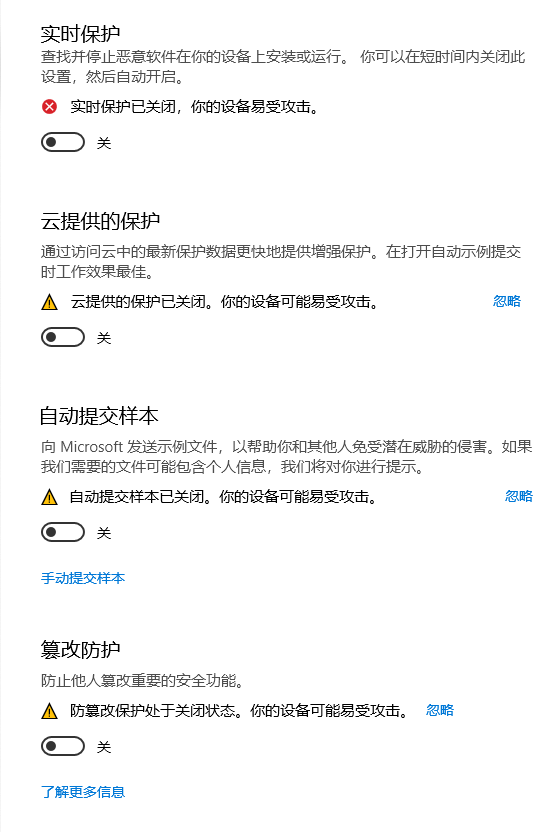 实时保护
查找并停止恶意软件在你的设备上安装或运行。 你可以在短时间内关闭此
设置，然后自动开启。
实时保护已关闭，你的设备易受攻击。
关
云提供的保护
通过访问云中的最新保护数据更快地提供增强保护。在打开自动示例提交
时工作效果最佳。
云提供的保护已关闭。你的设备可能易受攻击。 忽略
关
自动提交样本
向 Microsoft 发送示例文件，以帮助你和其他人免受潜在威胁的侵害。如果
我们需要的文件可能包含个人信息，我们将对你进行提示。
自动提交样本已关闭。你的设备可能易受攻击。 忽略
关
手动提交样本
篡改防护
防止他人篡改重要的安全功能。
防篡改保护处于关闭状态。你的设备可能易受攻击。 忽略
关
了解更多信息